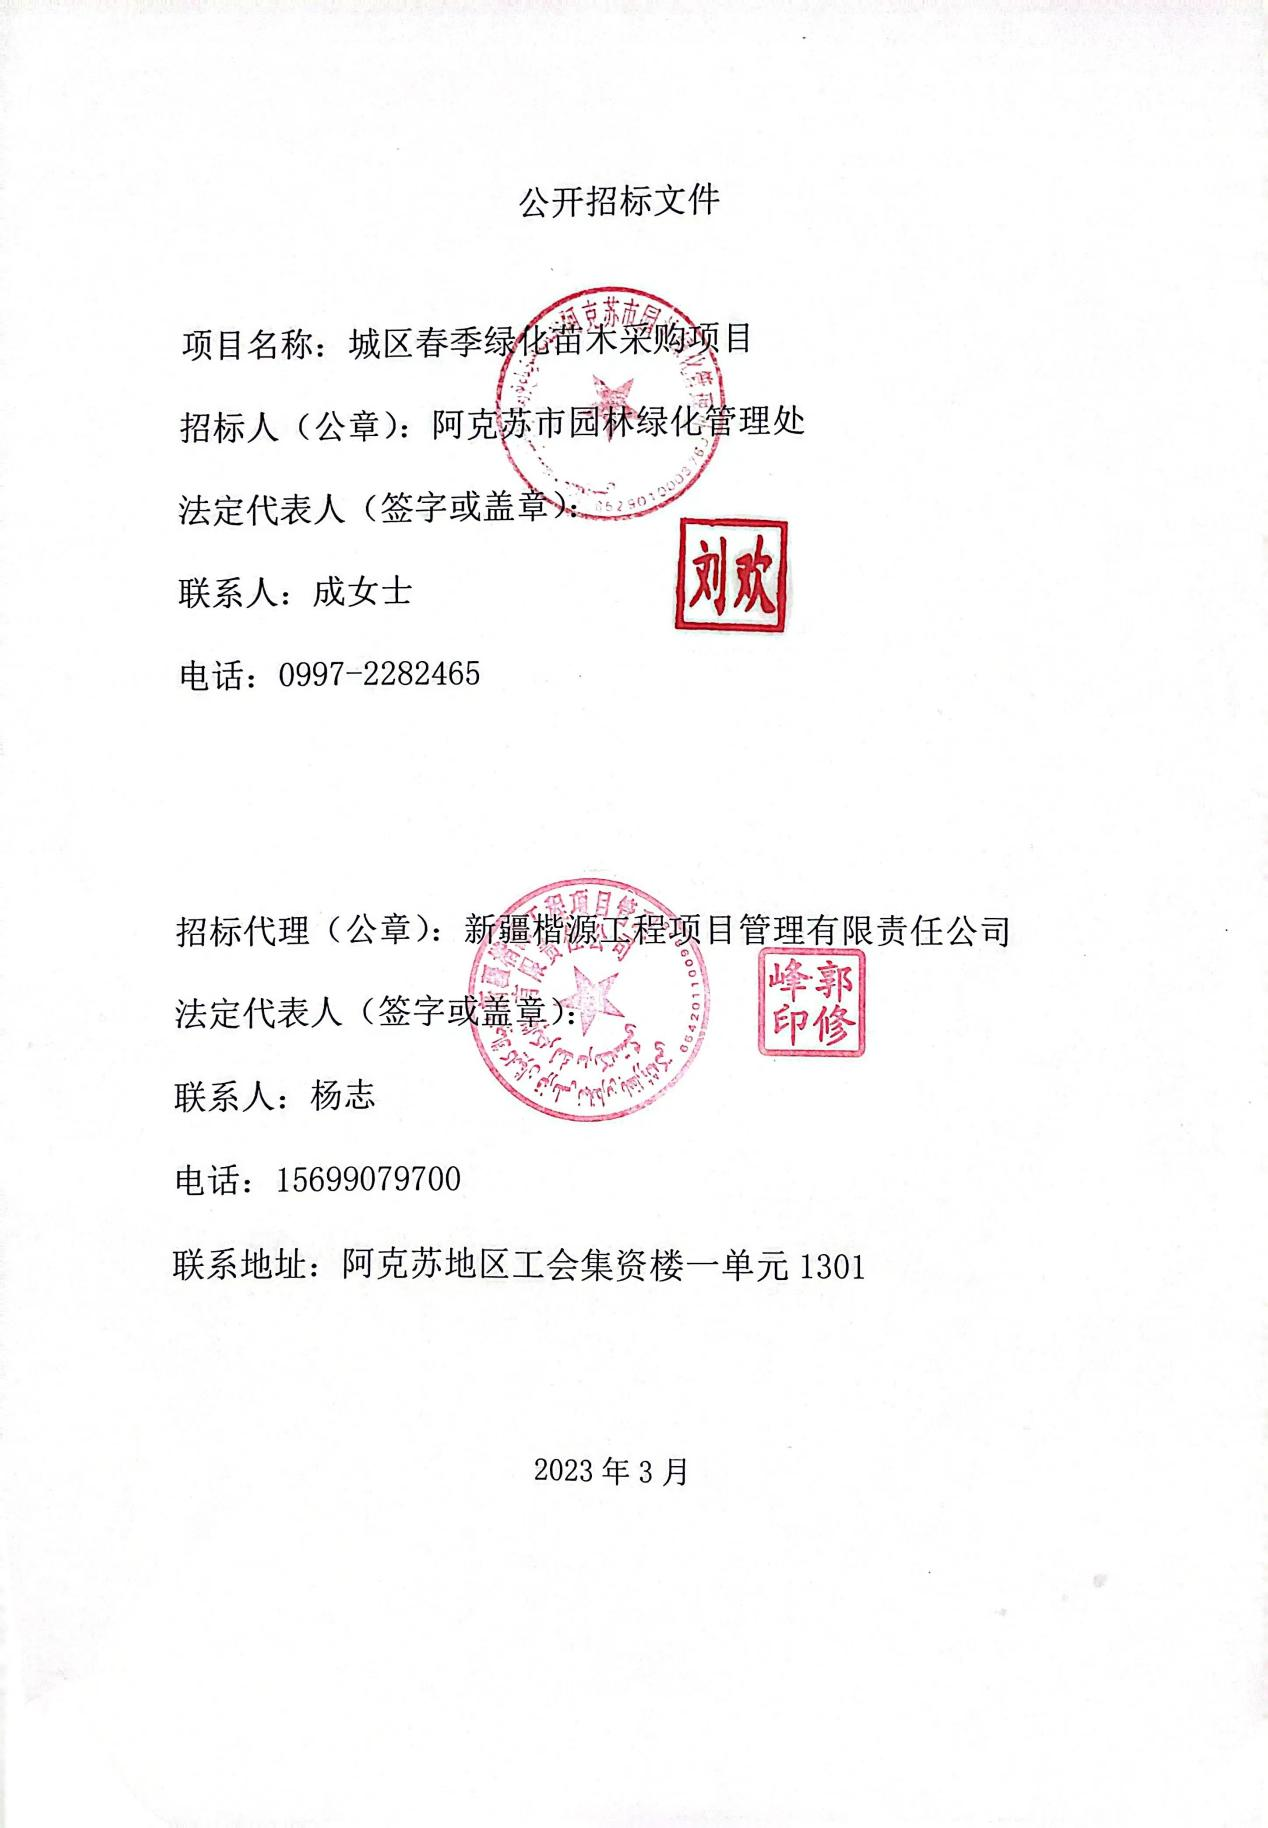 公开招标文件
项目名称：城区春季绿化苗木采购项目
招标人（公章）：阿克苏市园林绿化管理处
法定代表人（签字或盖章）：
刘欢
联系人：成女士
电话：0997-2282465
招标代理（公章）：新疆楷源工程项目管理有限责任公司
法定代表人（签字或盖章）：
郭修
峰印
联系人：杨志
电话：15699079700
联系地址：阿克苏地区工会集资楼一单元1301
2023年3月